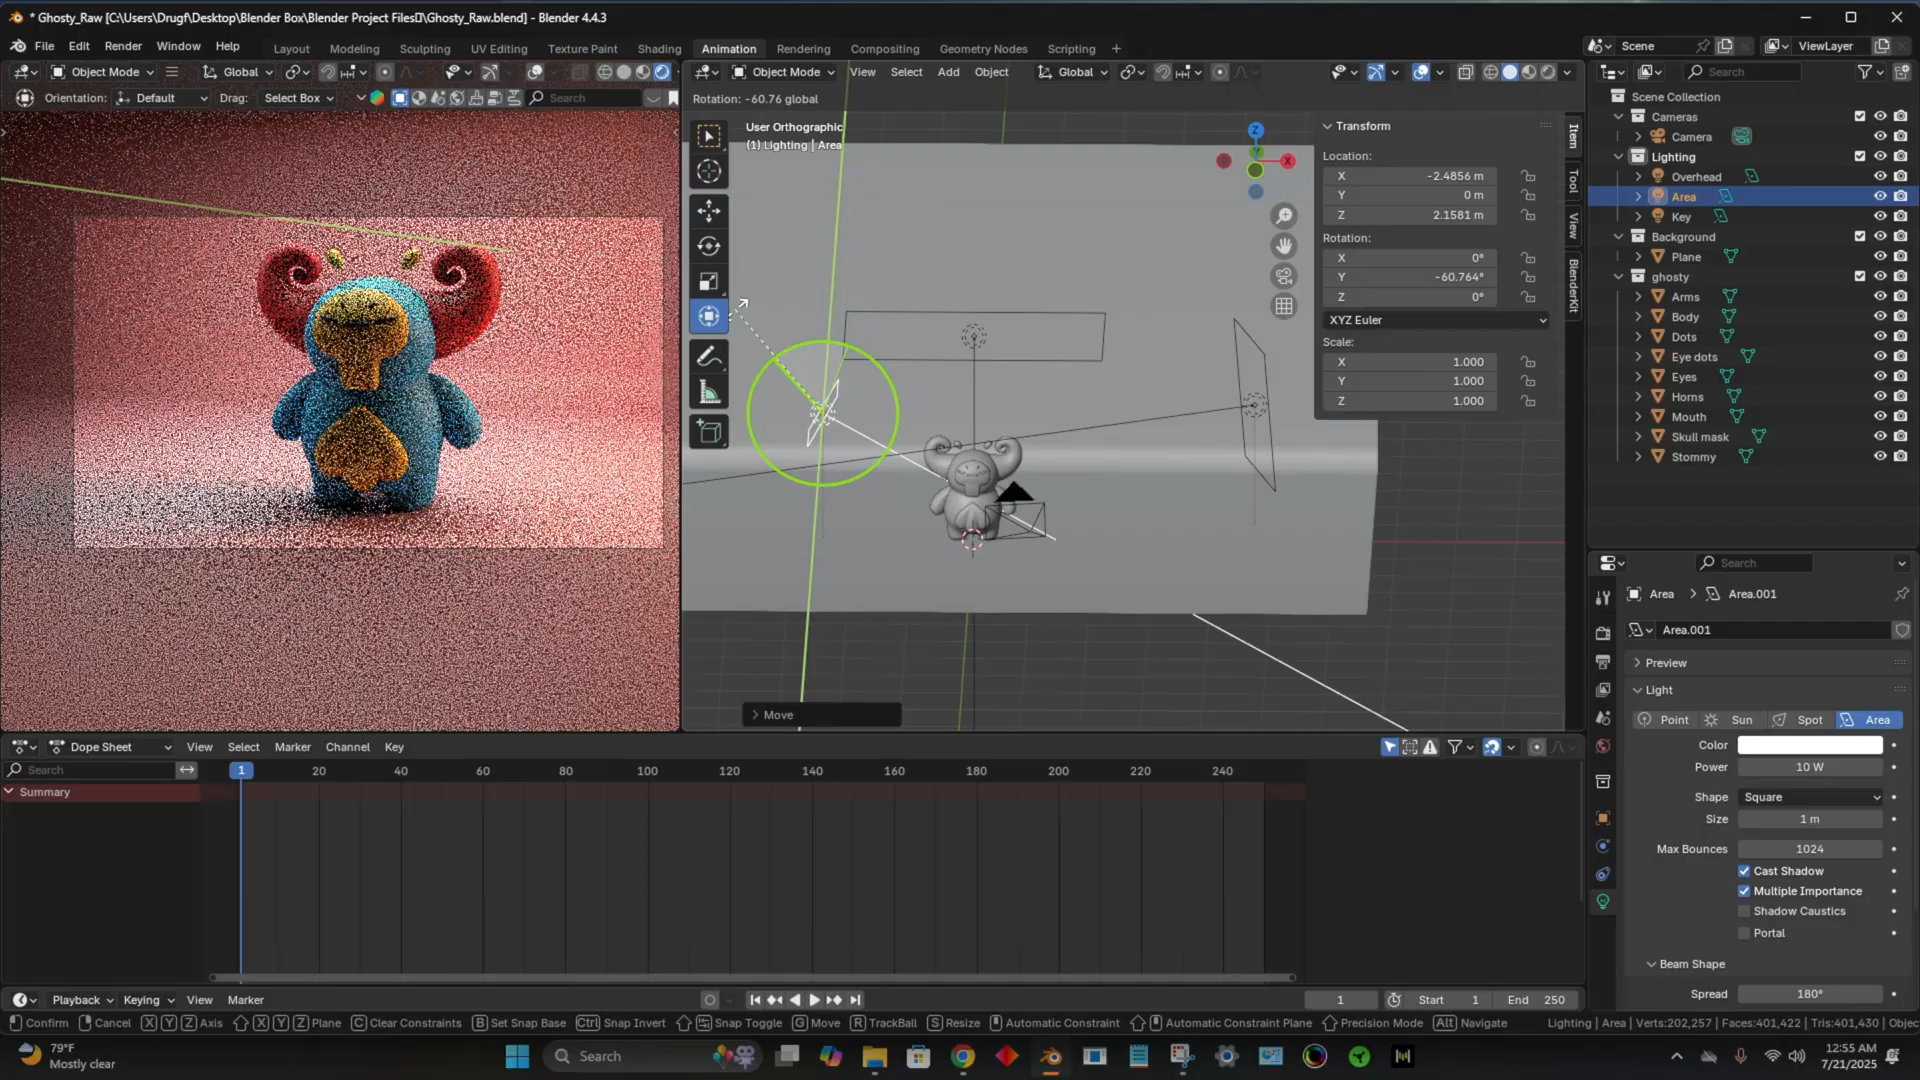 * Ghosty_Raw [C:\Users\Drugf\Desktop\Blender Box\Blender Project Files\Ghosty_Raw.blend] - Blender 4.4.3
File Edit Render Window Help Layout Modeling Sculpting UV Editing Texture Paint Shading Animation Rendering Compositing Geometry Nodes Scripting + Scene ViewLayer
Object Mode Global Object Mode View Select Add Object Global Search
Orientation: Default Drag: Select Box Search Rotation: -60.76 global
User Orthographic
(1) Lighting | Area
Z
X
Transform
Location:
X -2.4856 m
Y 0 m
Z 2.1581 m
Rotation:
X 0°
Y -60.764°
Z 0°
XYZ Euler
Scale:
X 1.000
Y 1.000
Z 1.000
Item
Tool
View
BlenderKit
Move
Scene Collection
Cameras
Camera
Lighting
Overhead
Area
Key
Background
Plane
ghosty
Arms
Body
Dots
Eye dots
Eyes
Horns
Mouth
Skull mask
Stommy
Search
Area > Area.001
Area.001
Preview
Light
Point Sun Spot Area
Color
Power 10 W
Shape Square
Size 1 m
Max Bounces 1024
Cast Shadow
Multiple Importance
Shadow Caustics
Portal
Beam Shape
Spread 180°
Dope Sheet View Select Marker Channel Key
Search 1 20 40 60 80 100 120 140 160 180 200 220 240
Summary
Playback Keying View Marker 1 Start 1 End 250
Confirm Cancel X Y Z Axis X Y Z Plane C Clear Constraints B Set Snap Base Ctrl Snap Invert Snap Toggle G Move R TrackBall S Resize Automatic Constraint Automatic Constraint Plane Precision Mode Alt Navigate Lighting | Area | Verts:202,257 | Faces:401,422 | Tris:401,430 | Objec
79°F
Mostly clear
Search
12:55 AM
7/21/2025